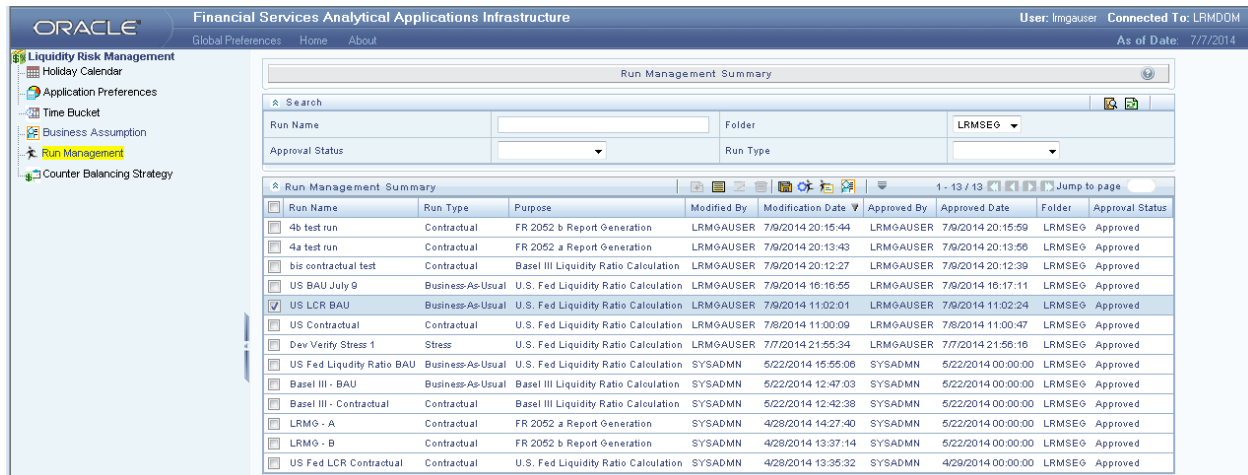 ORACLE
Financial Services Analytical Applications Infrastructure
User: lrmgauser Connected To: LRMDOM
Global Preferences Home About
As of Date: 7/7/2014
Liquidity Risk Management
Holiday Calendar
Application Preferences
Time Bucket
Business Assumption
Run Management
Counter Balancing Strategy
Run Management Summary
Search
Run Name Folder LRMSEG
Approval Status Run Type
Run Management Summary 1 - 13 / 13 Jump to page
Run Name Run Type Purpose Modified By Modification Date Approved By Approved Date Folder Approval Status
4b test run Contractual FR 2052 b Report Generation LRMGAUSER 7/9/2014 20:15:44 LRMGAUSER 7/9/2014 20:15:59 LRMSEG Approved
4a test run Contractual FR 2052 a Report Generation LRMGAUSER 7/9/2014 20:13:43 LRMGAUSER 7/9/2014 20:13:56 LRMSEG Approved
bis contractual test Contractual Basel III Liquidity Ratio Calculation LRMGAUSER 7/9/2014 20:12:27 LRMGAUSER 7/9/2014 20:12:39 LRMSEG Approved
US BAU July 9 Business-As-Usual U.S. Fed Liquidity Ratio Calculation LRMGAUSER 7/9/2014 16:16:55 LRMGAUSER 7/9/2014 16:17:11 LRMSEG Approved
US LCR BAU Business-As-Usual U.S. Fed Liquidity Ratio Calculation LRMGAUSER 7/9/2014 11:02:01 LRMGAUSER 7/9/2014 11:02:24 LRMSEG Approved
US Contractual Contractual U.S. Fed Liquidity Ratio Calculation LRMGAUSER 7/8/2014 11:00:09 LRMGAUSER 7/8/2014 11:00:47 LRMSEG Approved
Dev Verify Stress 1 Stress U.S. Fed Liquidity Ratio Calculation LRMGAUSER 7/7/2014 21:55:34 LRMGAUSER 7/7/2014 21:56:16 LRMSEG Approved
US Fed Liqudity Ratio BAU Business-As-Usual U.S. Fed Liquidity Ratio Calculation SYSADMN 5/22/2014 15:55:06 SYSADMN 5/22/2014 00:00:00 LRMSEG Approved
Basel III - BAU Business-As-Usual Basel III Liquidity Ratio Calculation SYSADMN 5/22/2014 12:47:03 SYSADMN 5/22/2014 00:00:00 LRMSEG Approved
Basel III - Contractual Contractual Basel III Liquidity Ratio Calculation SYSADMN 5/22/2014 12:42:38 SYSADMN 5/22/2014 00:00:00 LRMSEG Approved
LRMG - A Contractual FR 2052 a Report Generation SYSADMN 4/28/2014 14:27:40 SYSADMN 5/22/2014 00:00:00 LRMSEG Approved
LRMG - B Contractual FR 2052 b Report Generation SYSADMN 4/28/2014 13:37:14 SYSADMN 5/22/2014 00:00:00 LRMSEG Approved
US Fed LCR Contractual Contractual U.S. Fed Liquidity Ratio Calculation SYSADMN 4/28/2014 13:35:32 SYSADMN 4/29/2014 00:00:00 LRMSEG Approved